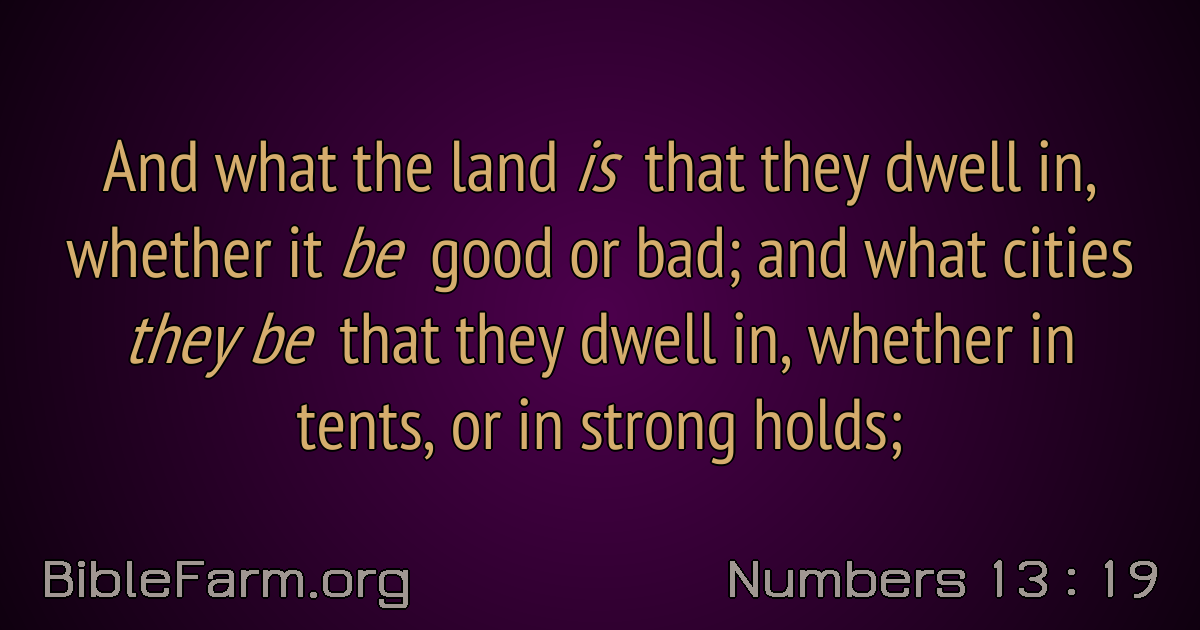 And what the land is that they dwell in,
whether it be good or bad; and what cities
they be that they dwell in, whether in
tents, or in strong holds;
BibleFarm.org
Numbers 13 : 19